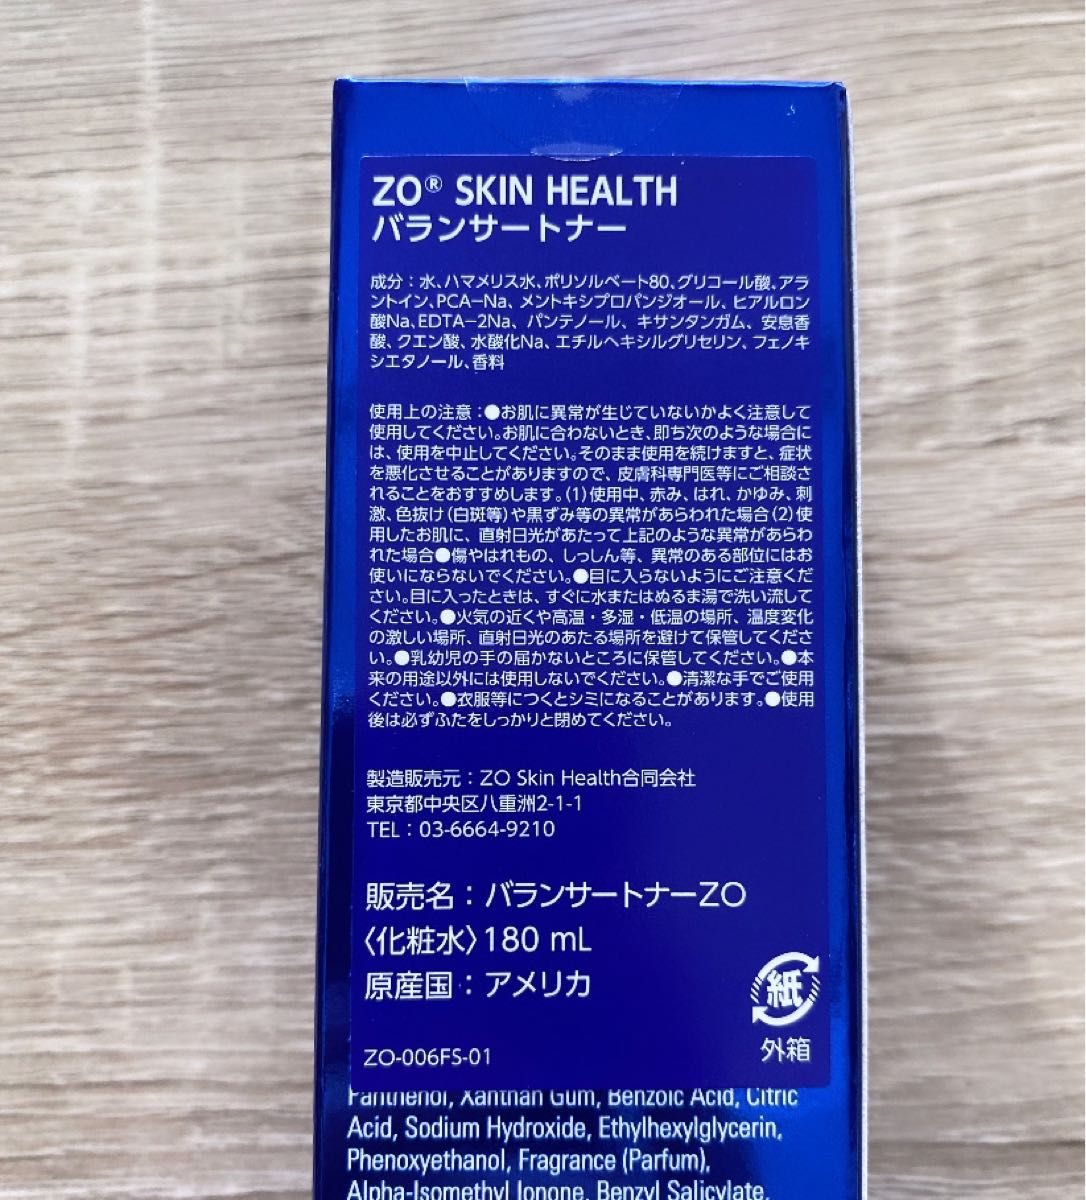 ZO® SKIN HEALTH
バランサートナー
成分：水、ハマメリス水、ポリソルベート80、グリコール酸、アラ
ントイン、PCA−Na、メントキシプロパンジオール、ヒアルロン
酸Na、EDTA−2Na、パンテノール、キサンタンガム、安息香
酸、クエン酸、水酸化Na、エチルヘキシルグリセリン、フェノキ
シエタノール、香料
使用上の注意：●お肌に異常が生じていないかよく注意して
使用してください。お肌に合わないとき、即ち次のような場合に
は、使用を中止してください。そのまま使用を続けますと、症状
を悪化させることがありますので、皮膚科専門医等にご相談さ
れることをおすすめします。（1）使用中、赤み、はれ、かゆみ、刺
激、色抜け（白斑等）や黒ずみ等の異常があらわれた場合（2）使
用したお肌に、直射日光があたって上記のような異常があらわ
れた場合●傷やはれもの、しっしん等、異常のある部位にはお
使いにならないでください。●目に入らないようにご注意くだ
さい。目に入ったときは、すぐに水またはぬるま湯で洗い流して
ください。●火気の近くや高温・多湿・低温の場所、温度変化
の激しい場所、直射日光のあたる場所を避けて保管してくださ
い。●乳幼児の手の届かないところに保管してください。●本
来の用途以外には使用しないでください。●清潔な手でご使用
ください。●衣服等につくとシミになることがあります。●使用
後は必ずふたをしっかりと閉めてください。
製造販売元：ZO Skin Health合同会社
東京都中央区八重洲2-1-1
TEL：03-6664-9210
販売名：バランサートナーZO
〈化粧水〉180 mL
原産国：アメリカ
紙
外箱
ZO-006FS-01
Panthenol, Xanthan Gum, Benzoic Acid, Citric
Acid, Sodium Hydroxide, Ethylhexylglycerin,
Phenoxyethanol, Fragrance (Parfum),
Alpha-Isomethyl Ionone, Benzyl Salicylate,